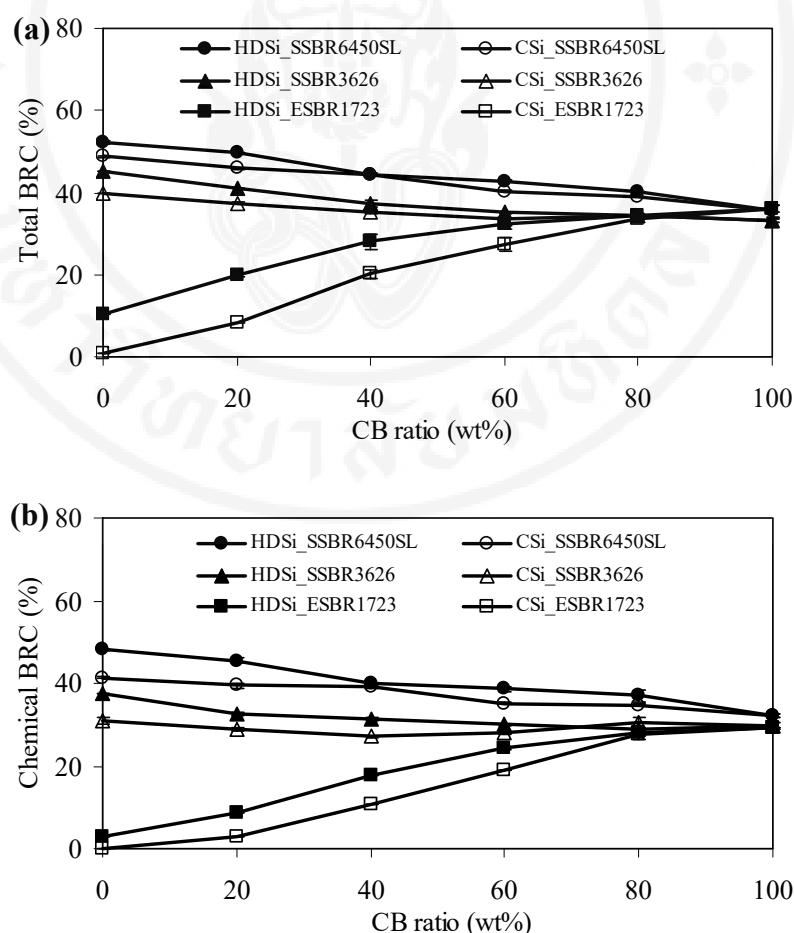 (a)
80
60
40
20
0
Total BRC (%)
HDSi_SSBR6450SL
CSi_SSBR6450SL
HDSi_SSBR3626
CSi_SSBR3626
HDSi_ESBR1723
CSi_ESBR1723
0 20 40 60 80 100
CB ratio (wt%)
(b)
80
60
40
20
0
Chemical BRC (%)
HDSi_SSBR6450SL
CSi_SSBR6450SL
HDSi_SSBR3626
CSi_SSBR3626
HDSi_ESBR1723
CSi_ESBR1723
0 20 40 60 80 100
CB ratio (wt%)